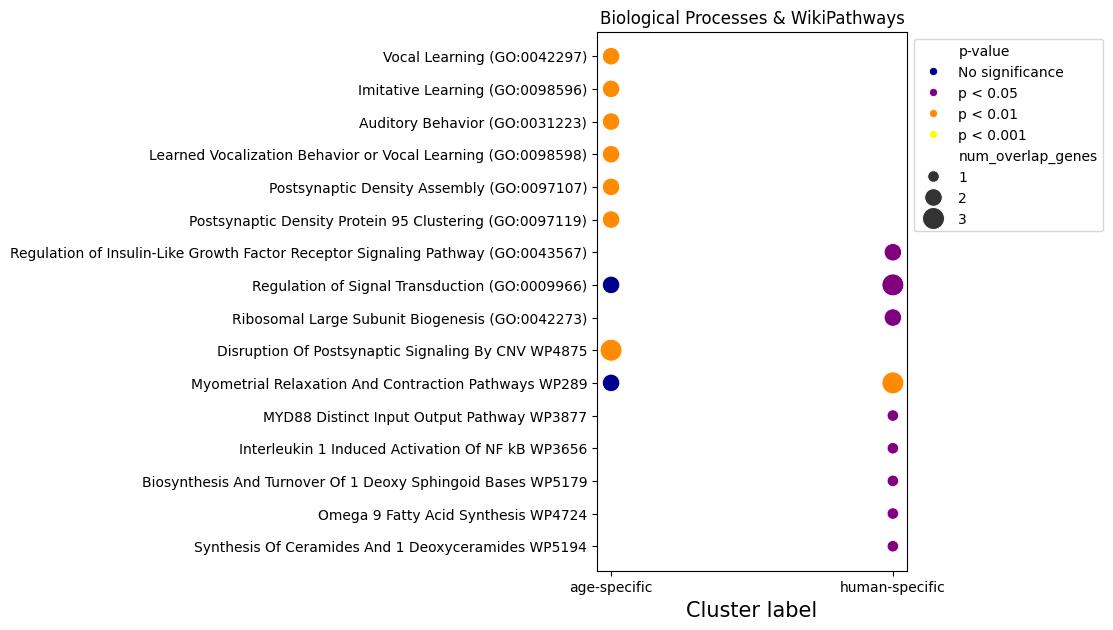 Biological Processes & WikiPathways
Vocal Learning (GO:0042297)
Imitative Learning (GO:0098596)
Auditory Behavior (GO:0031223)
Learned Vocalization Behavior or Vocal Learning (GO:0098598)
Postsynaptic Density Assembly (GO:0097107)
Postsynaptic Density Protein 95 Clustering (GO:0097119)
Regulation of Insulin-Like Growth Factor Receptor Signaling Pathway (GO:0043567)
Regulation of Signal Transduction (GO:0009966)
Ribosomal Large Subunit Biogenesis (GO:0042273)
Disruption Of Postsynaptic Signaling By CNV WP4875
Myometrial Relaxation And Contraction Pathways WP289
MYD88 Distinct Input Output Pathway WP3877
Interleukin 1 Induced Activation Of NF kB WP3656
Biosynthesis And Turnover Of 1 Deoxy Sphingoid Bases WP5179
Omega 9 Fatty Acid Synthesis WP4724
Synthesis Of Ceramides And 1 Deoxyceramides WP5194
age-specific
human-specific
Cluster label
p-value
No significance
p < 0.05
p < 0.01
p < 0.001
num_overlap_genes
1
2
3